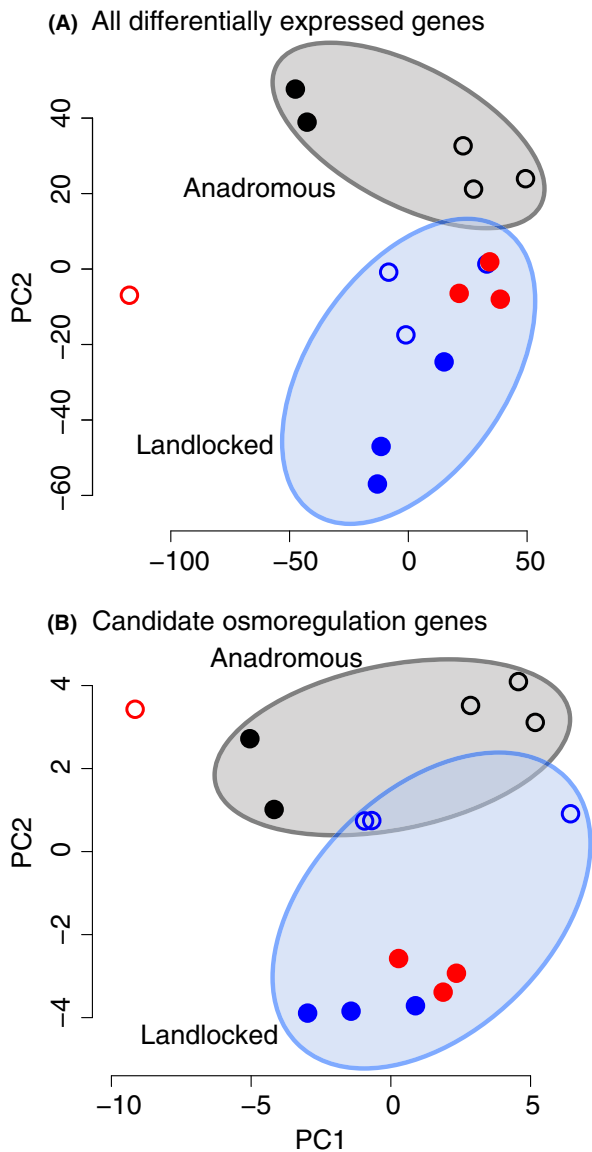 (A) All differentially expressed genes
40
20
0
−20
−40
−60
PC2
Anadromous
Landlocked
−100 −50 0 50
(B) Candidate osmoregulation genes
Anadromous
4
2
0
−2
−4
PC2
Landlocked
−10 −5 0 5
PC1